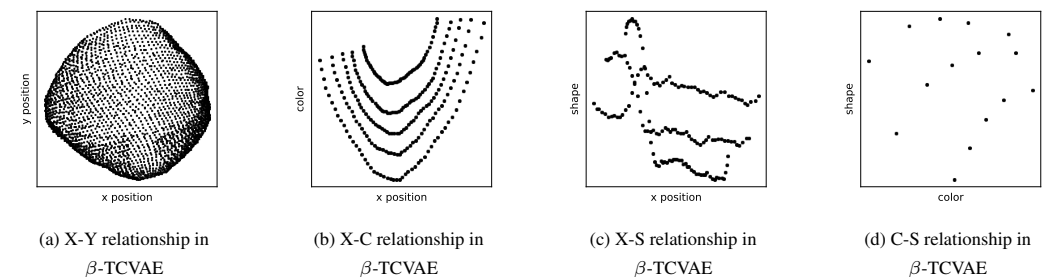 y position
x position
color
x position
shape
x position
shape
color
(a) X-Y relationship in
β-TCVAE
(b) X-C relationship in
β-TCVAE
(c) X-S relationship in
β-TCVAE
(d) C-S relationship in
β-TCVAE